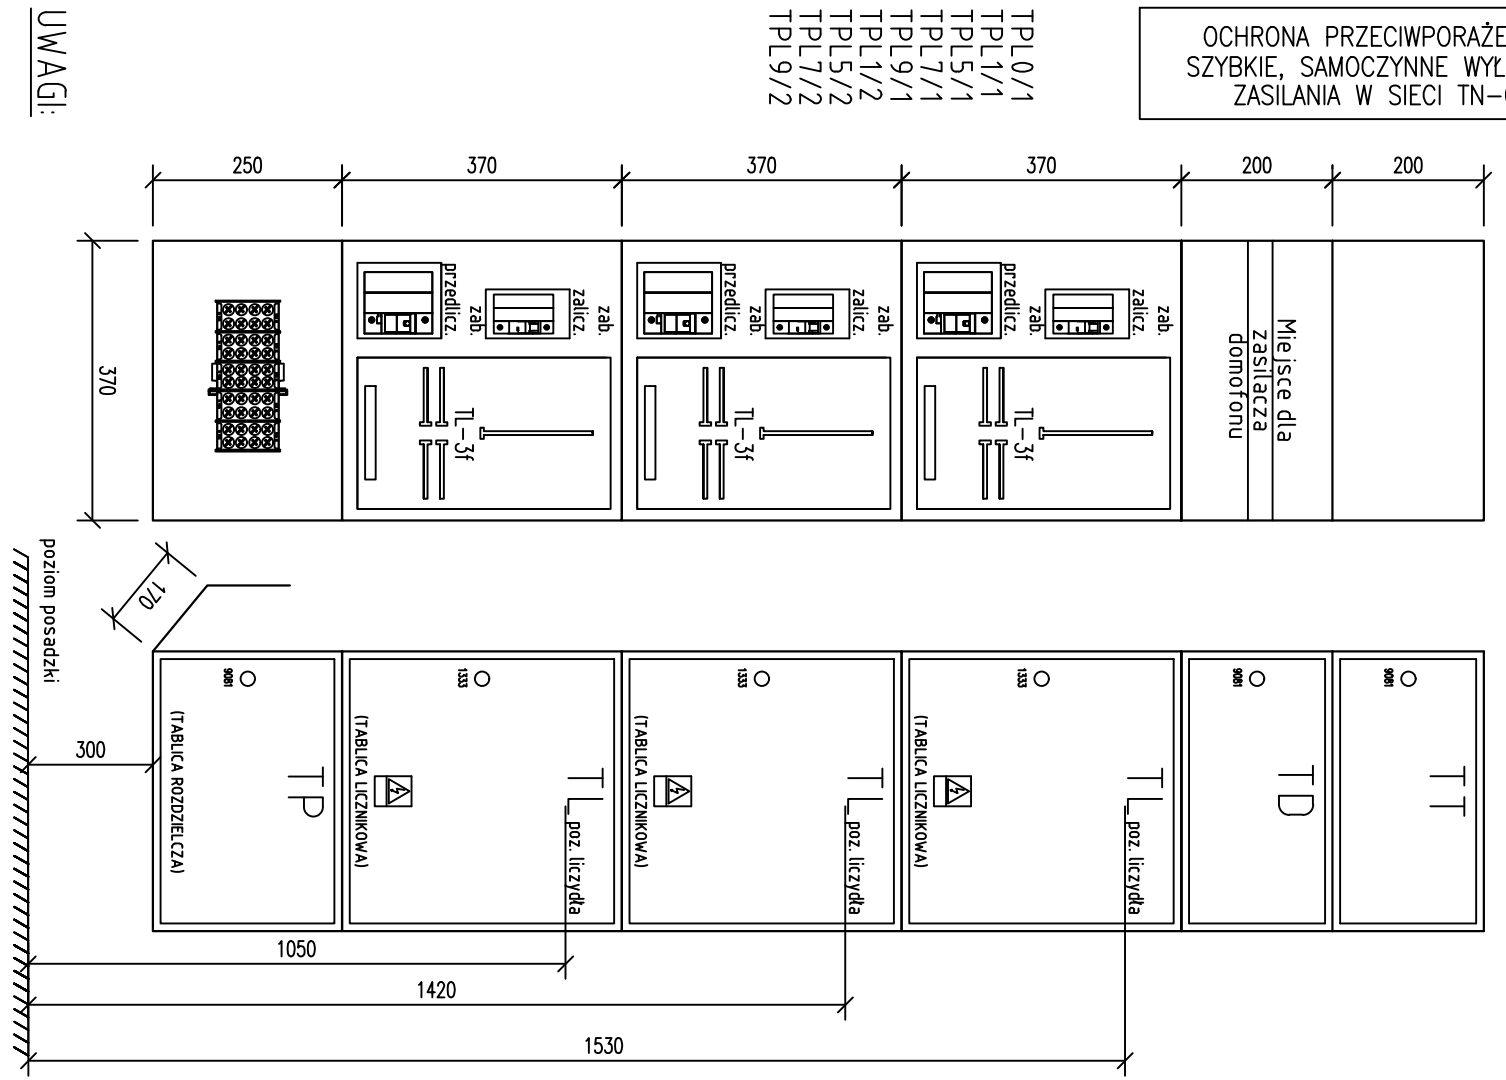 OCHRONA PRZECIWPORAŻE
SZYBKIE, SAMOCZYNNE WYŁ
ZASILANIA W SIECI TN-
TPL0/1
TPL1/1
TPL5/1
TPL7/1
TPL9/1
TPL1/2
TPL5/2
TPL7/2
TPL9/2
UWAGI:
250
370
370
370
200
200
370
zab.
przedlicz.
zab.
zalicz.
TL-3f
zab.
przedlicz.
zab.
zalicz.
TL-3f
zab.
przedlicz.
zab.
zalicz.
TL-3f
Miejsce dla
zasilacza
domofonu
poziom posadzki
170
300
9081
TP
(TABLICA ROZDZIELCZA)
1333
TL
poz. liczydła
(TABLICA LICZNIKOWA)
1333
TL
poz. liczydła
(TABLICA LICZNIKOWA)
1333
TL
poz. liczydła
(TABLICA LICZNIKOWA)
9081
TD
9081
TT
1050
1420
1530